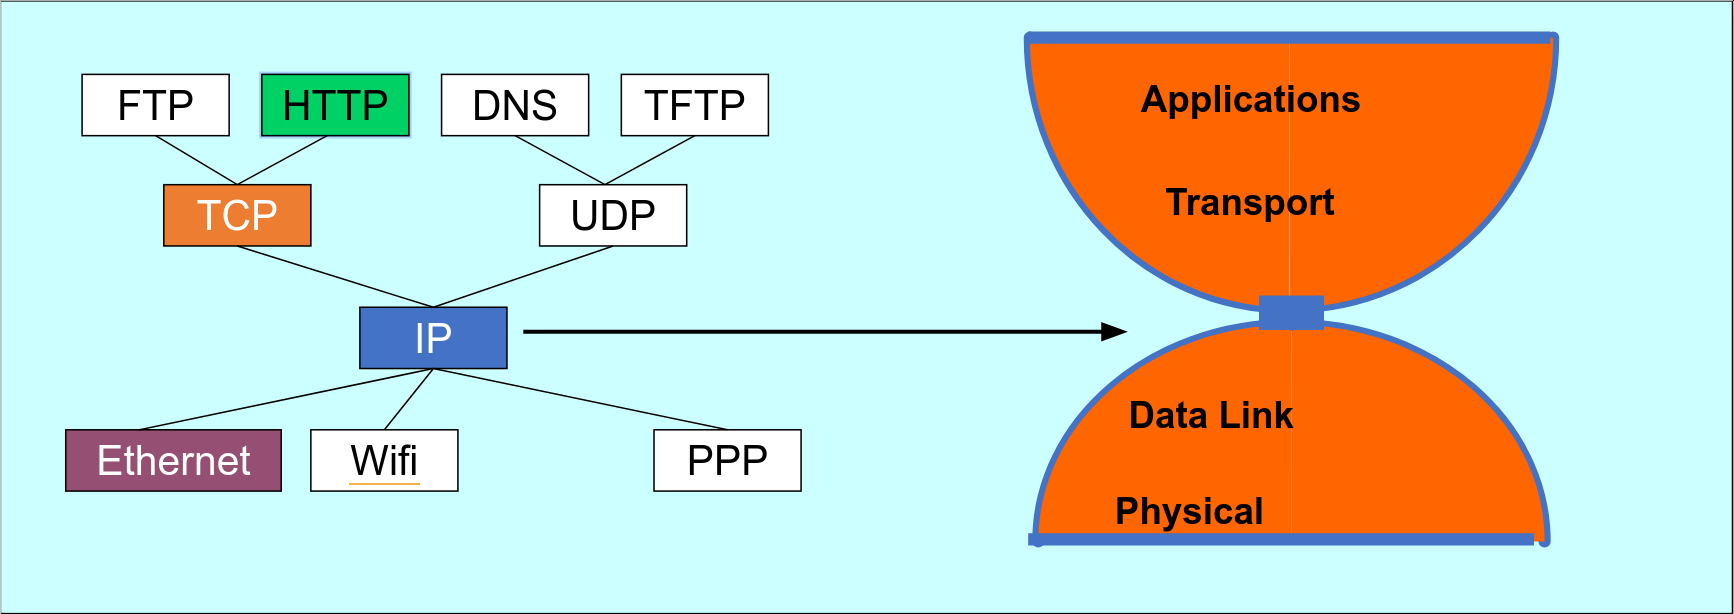 FTP
HTTP
DNS
TFTP
TCP
UDP
IP
Ethernet
Wifi
PPP
Applications
Transport
Data Link
Physical